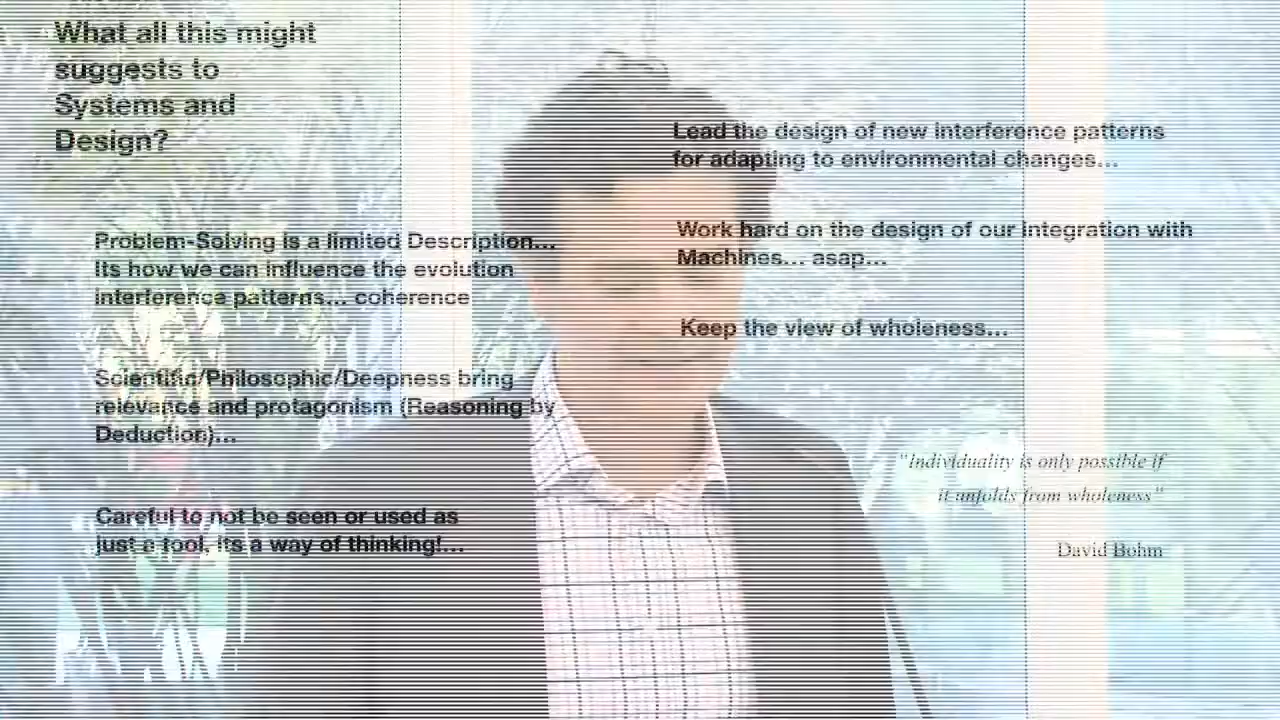 What all this might
suggests to
Systems and
Design?
Problem-Solving is a limited Description...
Its how we can influence the evolution
interference patterns... coherence
Scientific/Philosophic/Deepness bring
relevance and protagonism (Reasoning by
Deduction)...
Careful to not be seen or used as
just a tool, its a way of thinking!...
Lead the design of new interference patterns
for adapting to environmental changes...
Work hard on the design of our integration with
Machines... asap...
Keep the view of wholeness...
"Individuality is only possible if
it unfolds from wholeness"
David Bohm